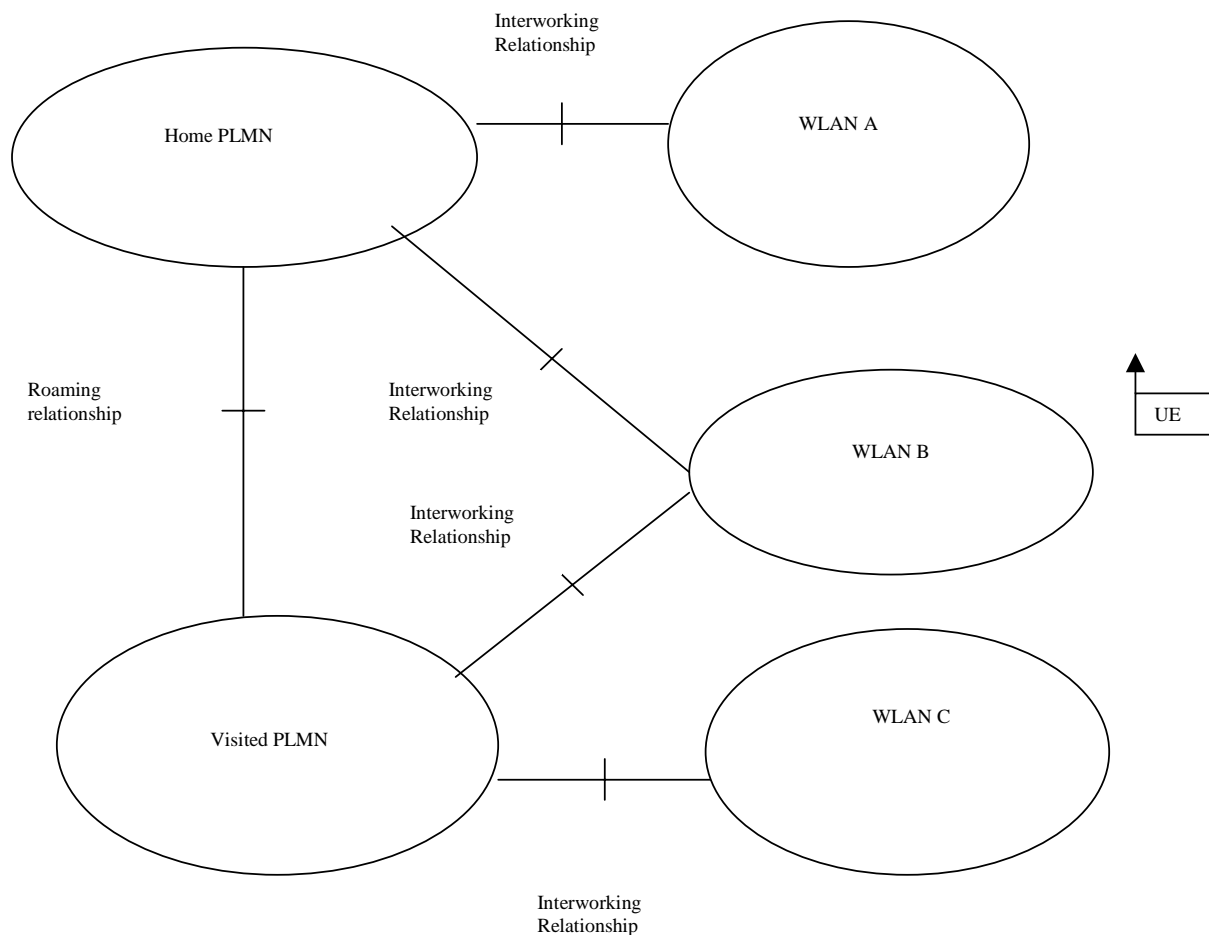 Interworking
Relationship
Home PLMN
WLAN A
Roaming
relationship
Interworking
Relationship
UE
WLAN B
Interworking
Relationship
Visited PLMN
WLAN C
Interworking
Relationship